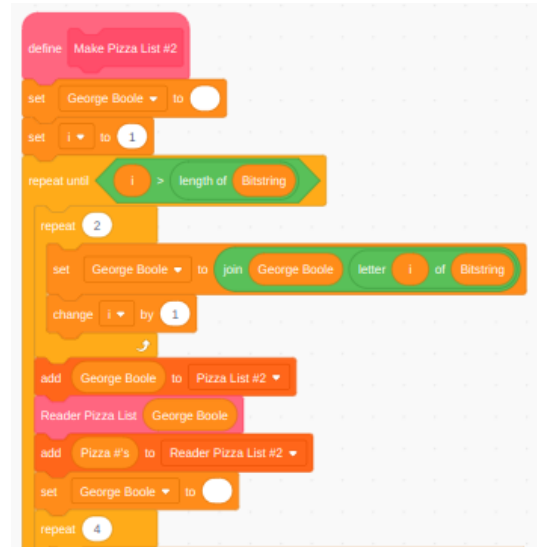 define Make Pizza List #2
set George Boole to
set i to 1
repeat until i > length of Bitstring
repeat 2
set George Boole to join George Boole letter i of Bitstring
change i by 1
add George Boole to Pizza List #2
Reader Pizza List George Boole
add Pizza #'s to Reader Pizza List #2
set George Boole to
repeat 4